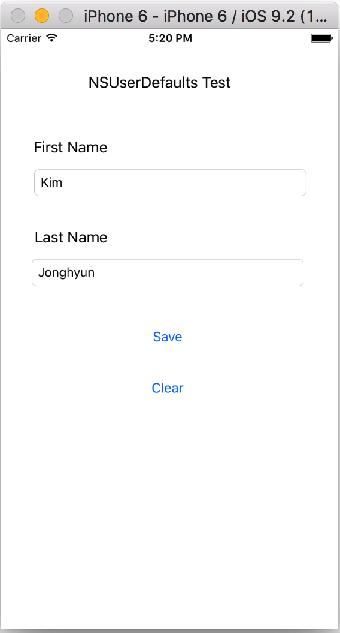 iPhone 6 - iPhone 6 / iOS 9.2 (1...
Carrier 5:20 PM
NSUserDefaults Test
First Name
Kim
Last Name
Jonghyun
Save
Clear